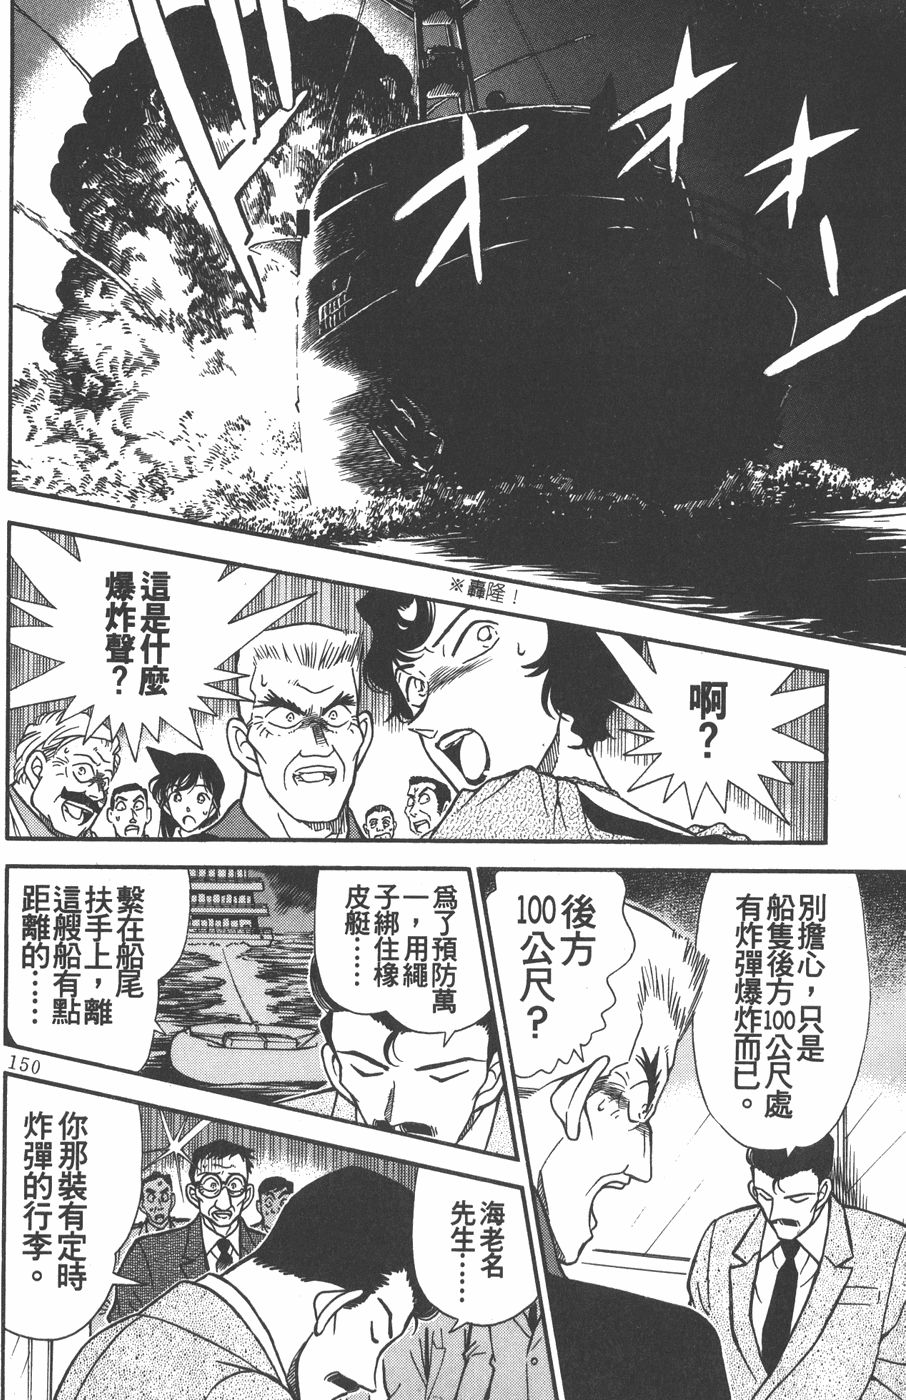 ドオォォン
※轟隆！
啊？
這是什麼
爆炸聲？
別擔心，只是
船隻後方100公尺處
有炸彈爆炸而已。
後方
100公尺？
為了預防萬
一，用繩
子綁住橡
皮艇……
繫在船尾
扶手上，離
這艘船有點
距離的……
150
海老名
先生……
你那裝有定時
炸彈的行李。